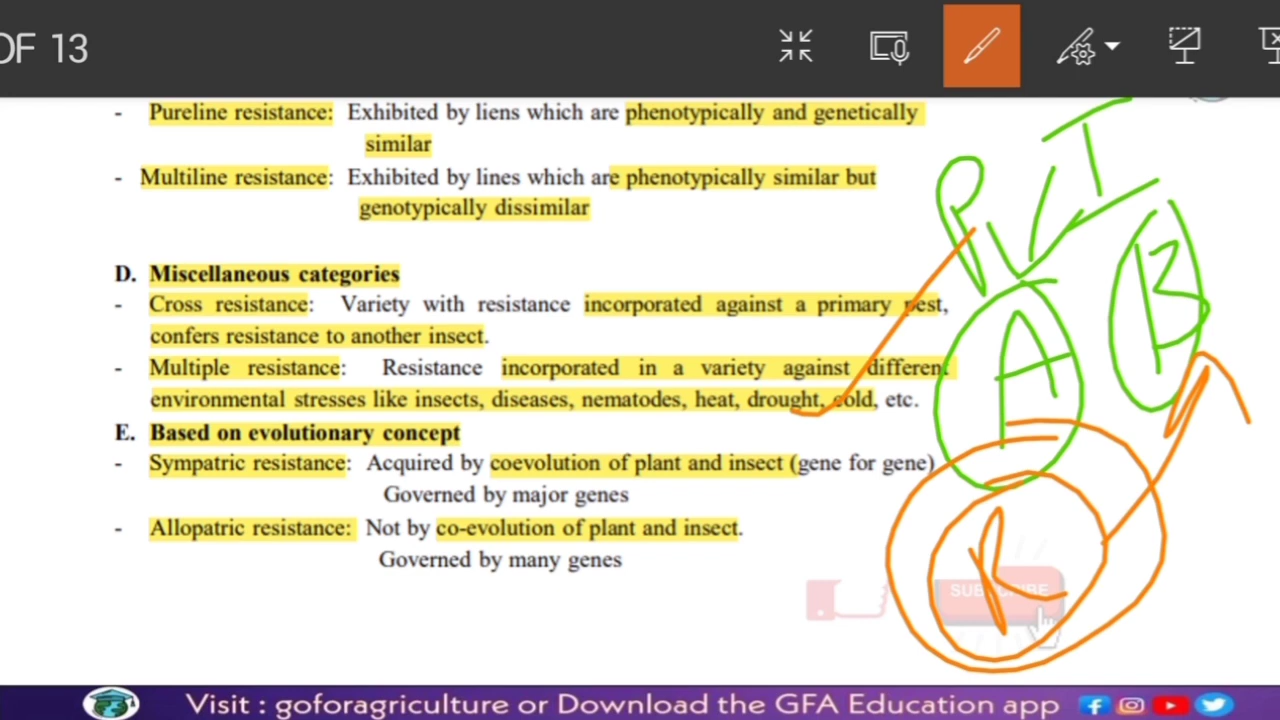 OF 13
- Pureline resistance: Exhibited by liens which are phenotypically and genetically
similar
- Multiline resistance: Exhibited by lines which are phenotypically similar but
genotypically dissimilar
D. Miscellaneous categories
- Cross resistance: Variety with resistance incorporated against a primary pest,
confers resistance to another insect.
- Multiple resistance: Resistance incorporated in a variety against different
environmental stresses like insects, diseases, nematodes, heat, drought, cold, etc.
E. Based on evolutionary concept
- Sympatric resistance: Acquired by coevolution of plant and insect (gene for gene)
Governed by major genes
- Allopatric resistance: Not by co-evolution of plant and insect.
Governed by many genes
A
B
R
SUBSCRIBE
Visit : goforagriculture or Download the GFA Education app